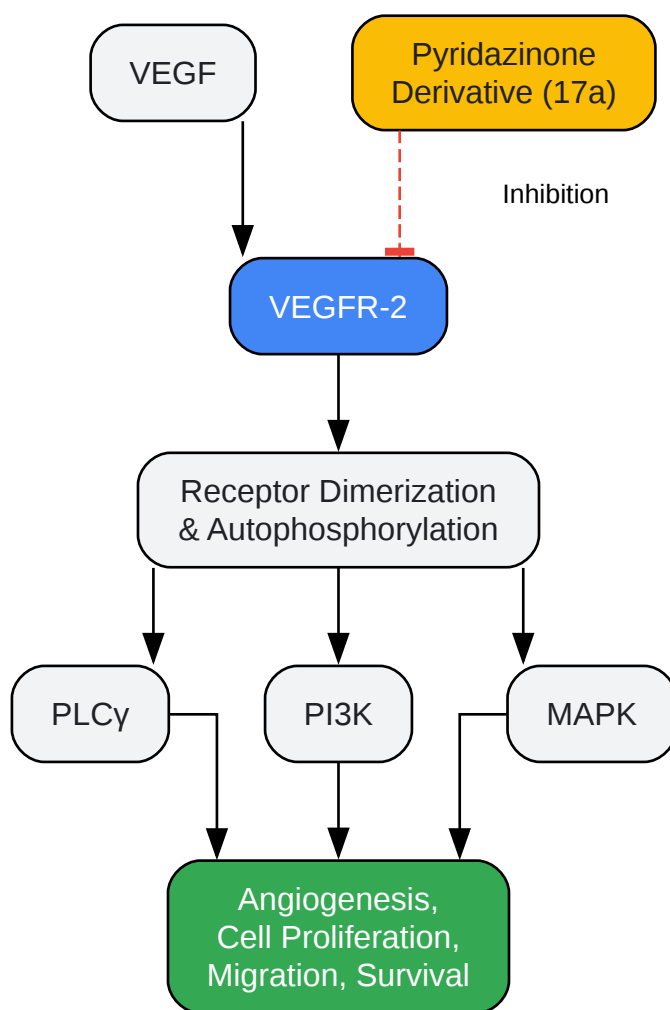 VEGF
Pyridazinone
Derivative (17a)
Inhibition
VEGFR-2
Receptor Dimerization
& Autophosphorylation
PLCγ
PI3K
MAPK
Angiogenesis,
Cell Proliferation,
Migration, Survival